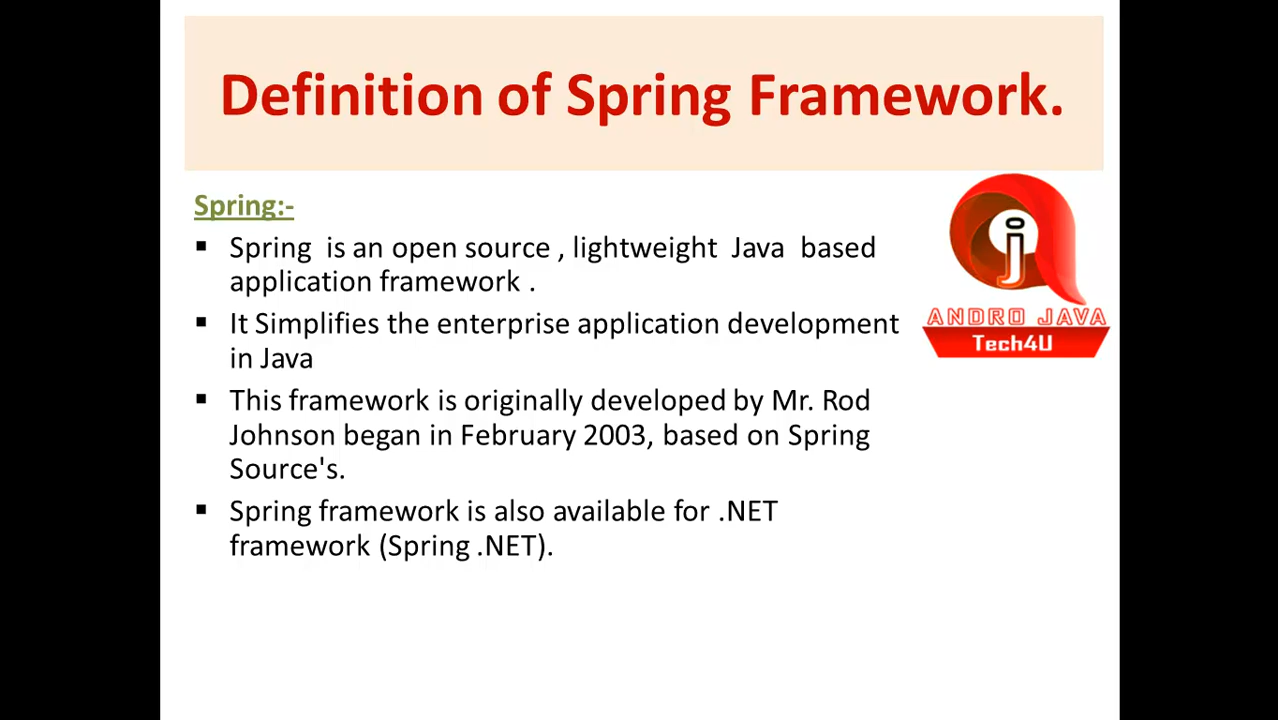 Definition of Spring Framework.
Spring:-
▪ Spring is an open source , lightweight Java based
application framework .
▪ It Simplifies the enterprise application development
in Java
▪ This framework is originally developed by Mr. Rod
Johnson began in February 2003, based on Spring
Source's.
▪ Spring framework is also available for .NET
framework (Spring .NET).
j
ANDRO JAVA
Tech4U